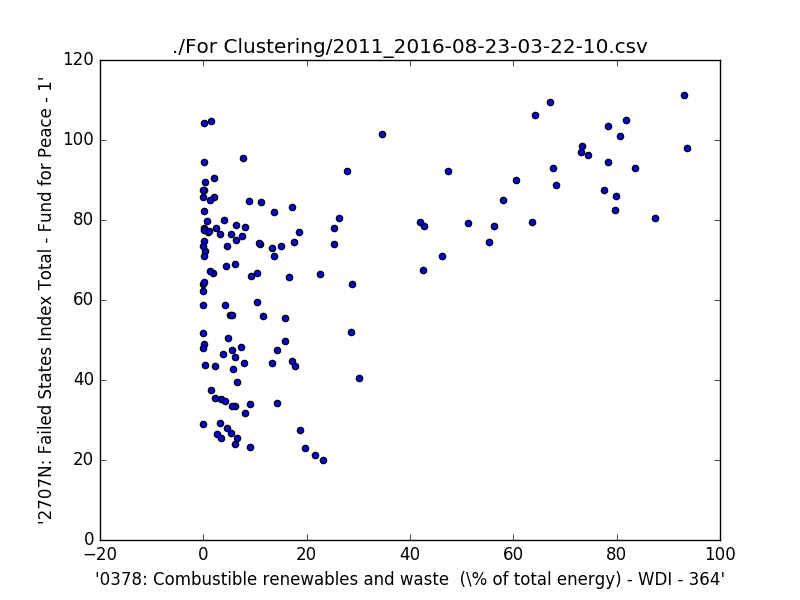 ./For Clustering/2011_2016-08-23-03-22-10.csv
'2707N: Failed States Index Total - Fund for Peace - 1'
120
100
80
60
40
20
0
−20 0 20 40 60 80 100
'0378: Combustible renewables and waste  (\% of total energy) - WDI - 364'